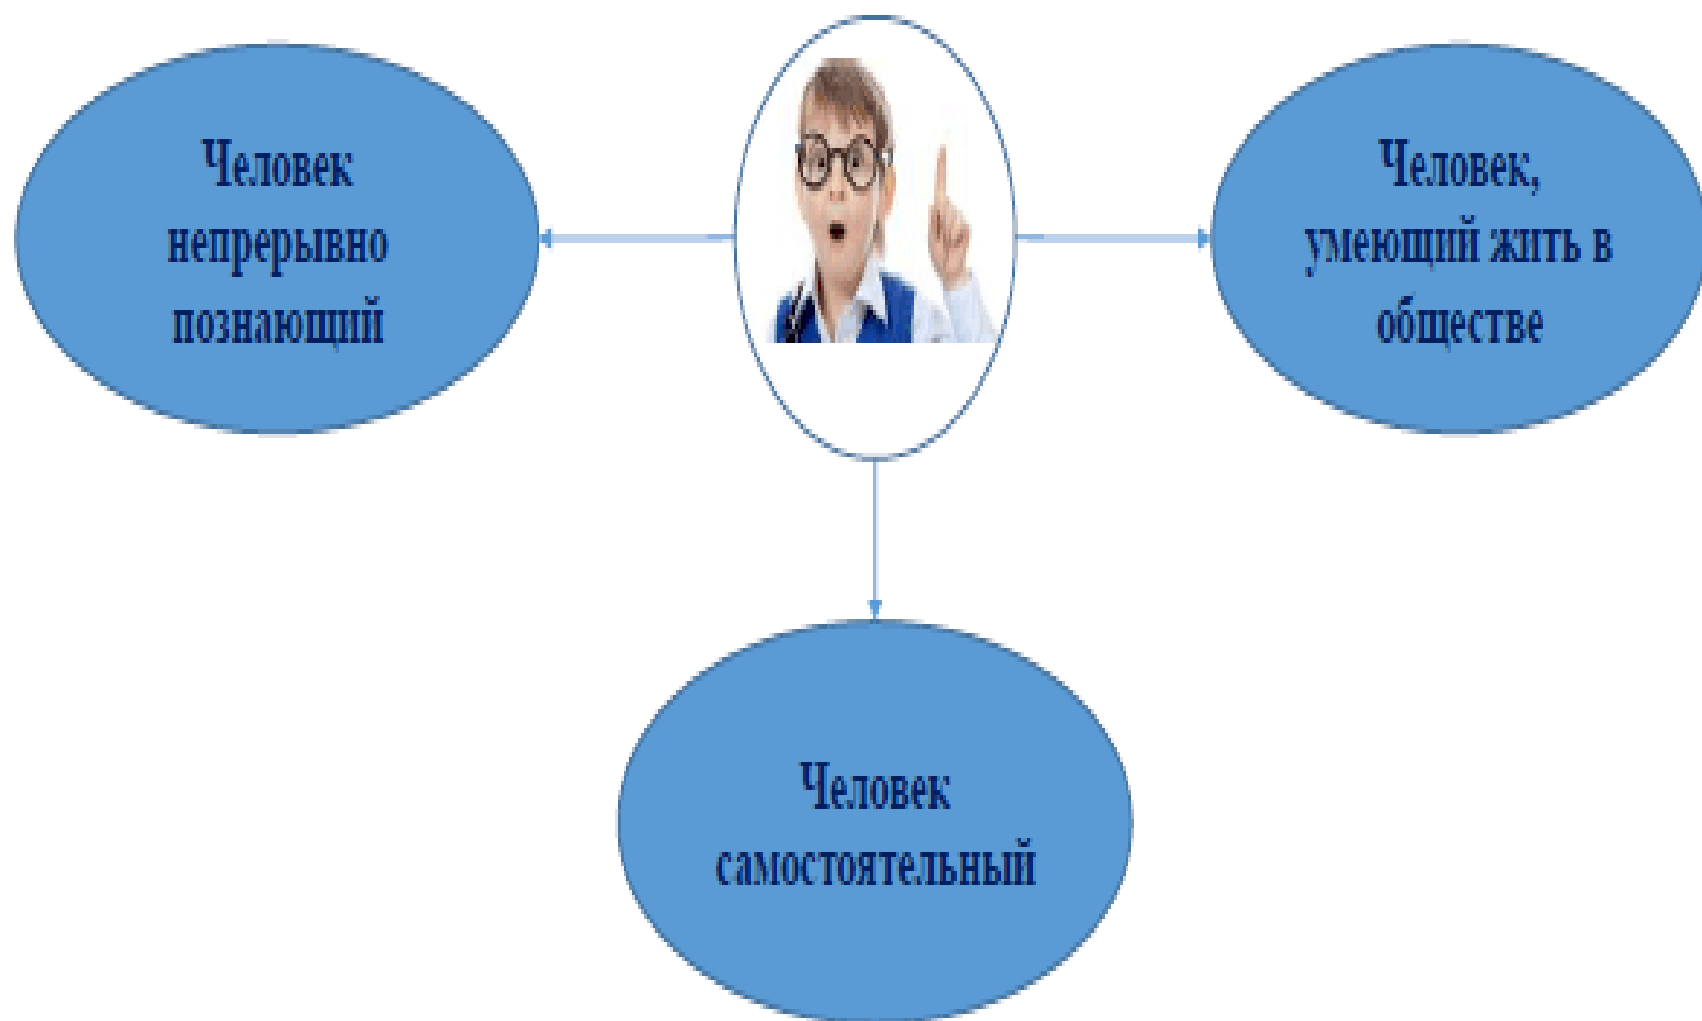 Человек
непрерывно
познающий
Человек,
умеющий жить в
обществе
Человек
самостоятельный